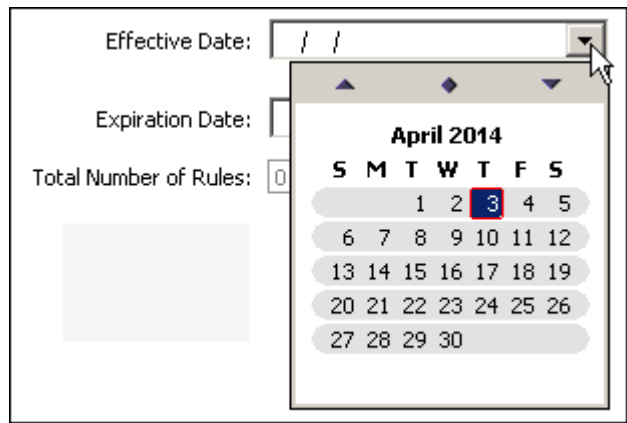 Effective Date: / /
Expiration Date:
April 2014
Total Number of Rules: 0
S M T W T F S
1 2 3 4 5
6 7 8 9 10 11 12
13 14 15 16 17 18 19
20 21 22 23 24 25 26
27 28 29 30